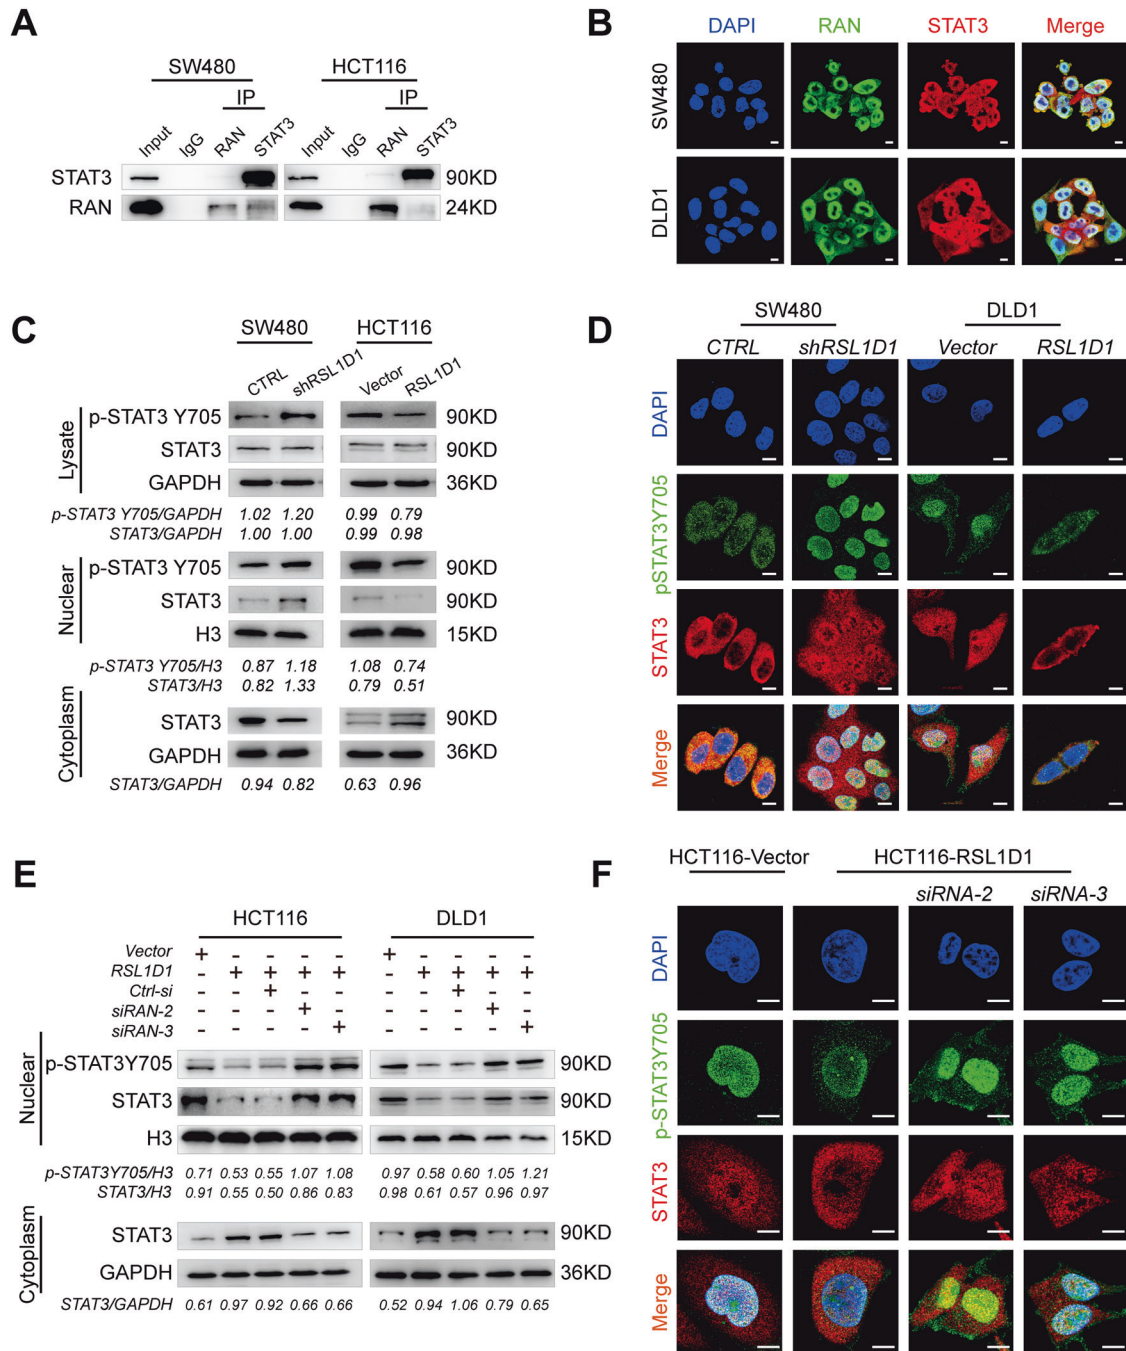 A
SW480 HCT116
IP IP
Input IgG RAN STAT3 Input IgG RAN STAT3
STAT3 90KD
RAN 24KD
B
DAPI RAN STAT3 Merge
SW480
DLD1
C
SW480 HCT116
CTRL shRSL1D1 Vector RSL1D1
Lysate
p-STAT3 Y705 90KD
STAT3 90KD
GAPDH 36KD
p-STAT3 Y705/GAPDH 1.02 1.20 0.99 0.79
STAT3/GAPDH 1.00 1.00 0.99 0.98
Nuclear
p-STAT3 Y705 90KD
STAT3 90KD
H3 15KD
p-STAT3 Y705/H3 0.87 1.18 1.08 0.74
STAT3/H3 0.82 1.33 0.79 0.51
Cytoplasm
STAT3 90KD
GAPDH 36KD
STAT3/GAPDH 0.94 0.82 0.63 0.96
D
SW480 DLD1
CTRL shRSL1D1 Vector RSL1D1
DAPI
pSTAT3Y705
STAT3
Merge
E
HCT116 DLD1
Vector + - - - - + - - - -
RSL1D1 - + + + + - + + + +
Ctrl-si - - + - - - - + - -
siRAN-2 - - - + - - - - + -
siRAN-3 - - - - + - - - - +
Nuclear
p-STAT3Y705 90KD
STAT3 90KD
H3 15KD
p-STAT3Y705/H3 0.71 0.53 0.55 1.07 1.08 0.97 0.58 0.60 1.05 1.21
STAT3/H3 0.91 0.55 0.50 0.86 0.83 0.98 0.61 0.57 0.96 0.97
Cytoplasm
STAT3 90KD
GAPDH 36KD
STAT3/GAPDH 0.61 0.97 0.92 0.66 0.66 0.52 0.94 1.06 0.79 0.65
F
HCT116-Vector HCT116-RSL1D1
siRNA-2 siRNA-3
DAPI
p-STAT3Y705
STAT3
Merge